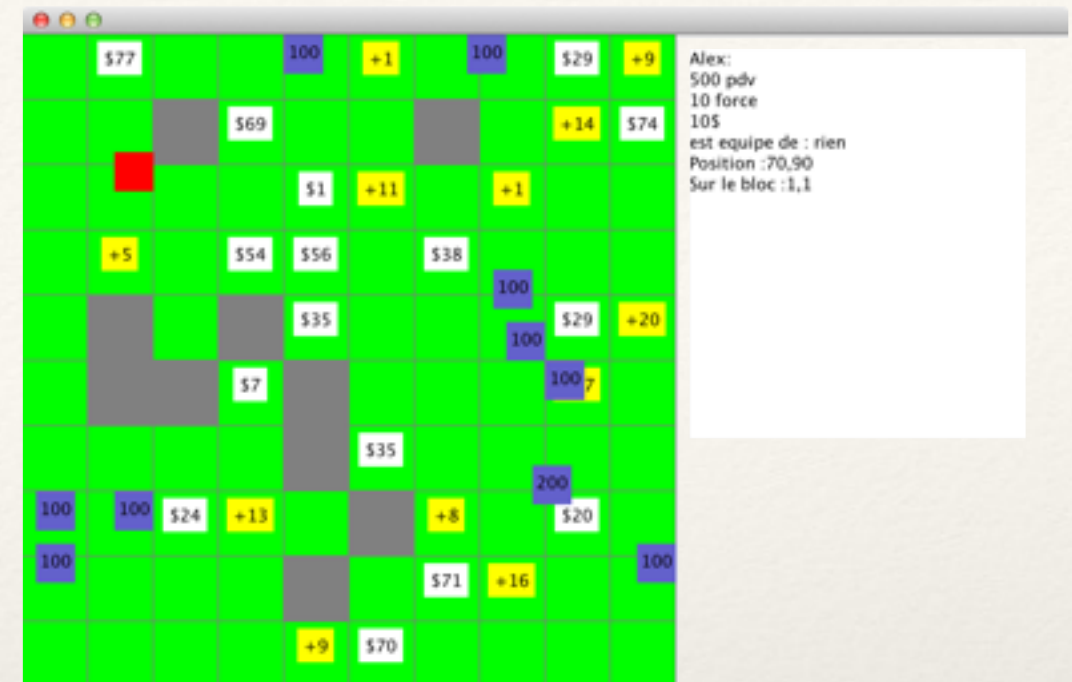 $77 100 +1 100 $29 +9
$69 +14 $74
$1 +11 +1
+5 $54 $56 $38
100
$35 $29 +20
100
$7 100 7
$35
200
100 100 $24 +13 +8 $20
100 100
$71 +16
+9 $70
Alex:
500 pdv
10 force
10$
est equipe de : rien
Position :70,90
Sur le bloc :1,1